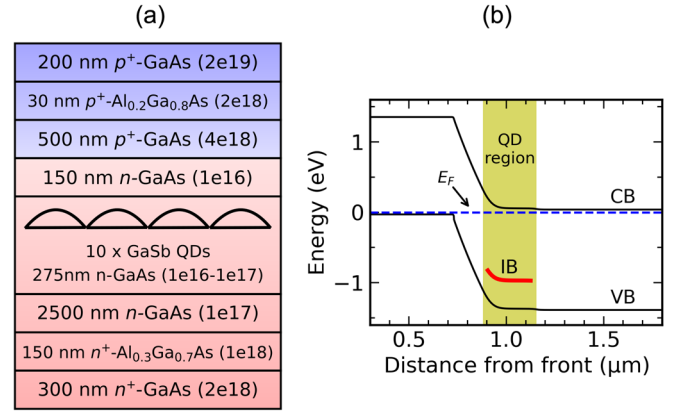 (a)
200 nm p⁺-GaAs (2e19)
30 nm p⁺-Al₀.₂Ga₀.₈As (2e18)
500 nm p⁺-GaAs (4e18)
150 nm n-GaAs (1e16)
10 x GaSb QDs
275nm n-GaAs (1e16-1e17)
2500 nm n-GaAs (1e17)
150 nm n⁺-Al₀.₃Ga₀.₇As (1e18)
300 nm n⁺-GaAs (2e18)
(b)
Energy (eV)
1
0
−1
QD
region
E_F
CB
IB
VB
0.5
1.0
1.5
Distance from front (μm)